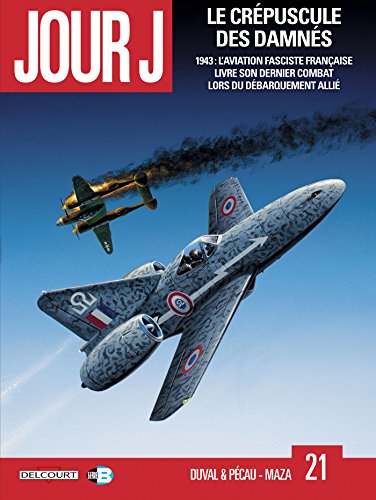 JOUR J
LE CRÉPUSCULE
DES DAMNÉS
1943 : L'AVIATION FASCISTE FRANÇAISE
LIVRE SON DERNIER COMBAT
LORS DU DÉBARQUEMENT ALLIÉ
DELCOURT
SERIE B
DUVAL & PÉCAU - MAZA
21